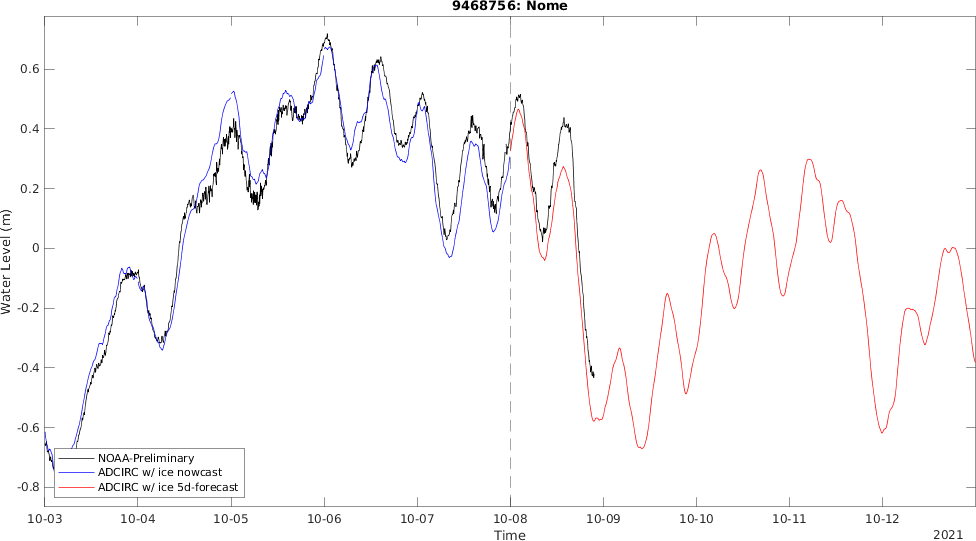 9468756: Nome
Water Level (m)
0.6
0.4
0.2
0
-0.2
-0.4
-0.6
-0.8
NOAA-Preliminary
ADCIRC w/ ice nowcast
ADCIRC w/ ice 5d-forecast
10-03 10-04 10-05 10-06 10-07 10-08 10-09 10-10 10-11 10-12
Time
2021